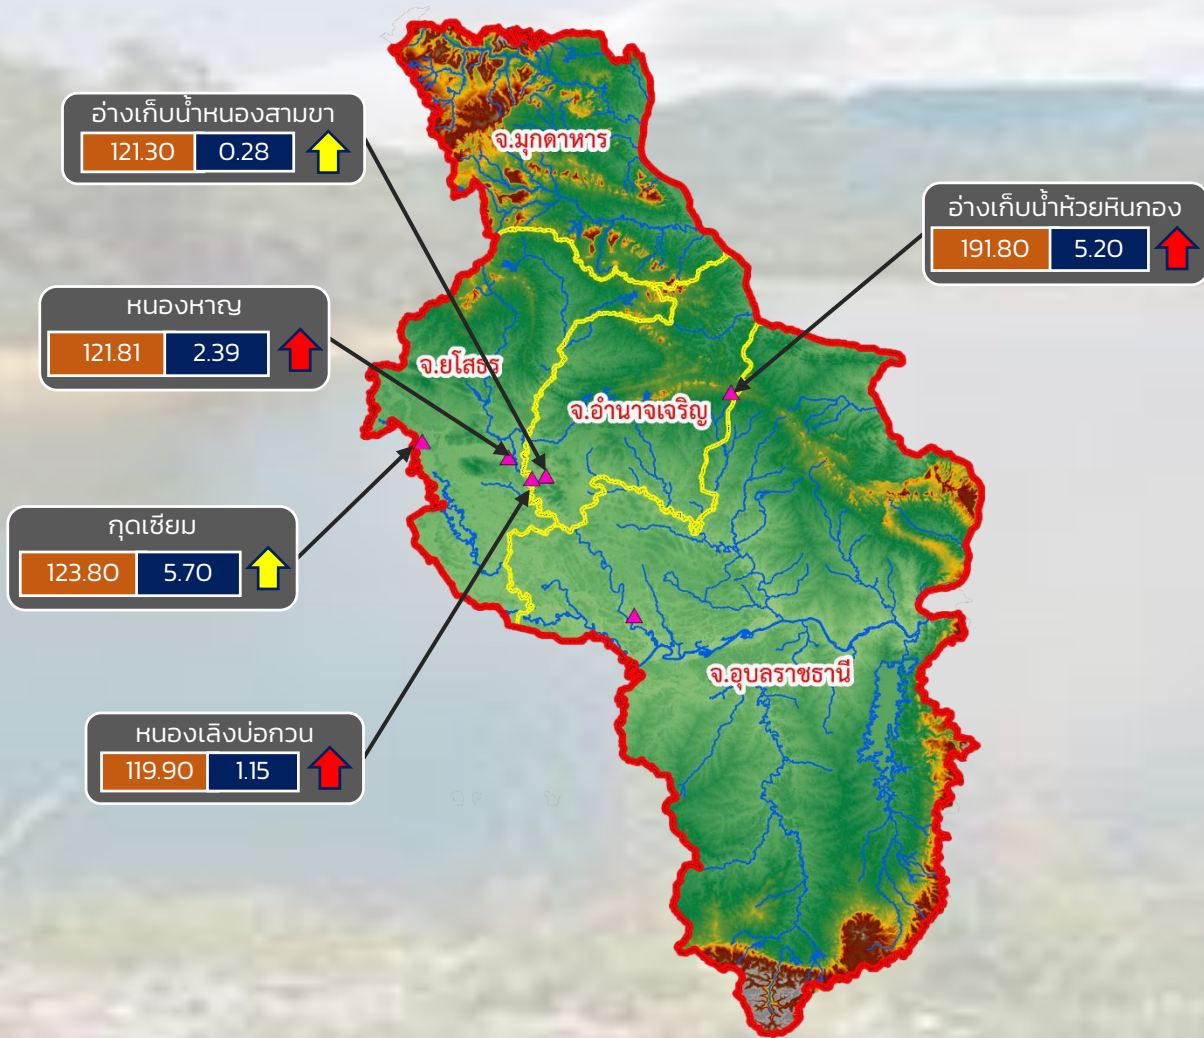 อ่างเก็บน้ำหนองสามขา
121.30 0.28
จ.มุกดาหาร
อ่างเก็บน้ำห้วยหินกอง
191.80 5.20
หนองหาญ
121.81 2.39
จ.ยโสธร
จ.อำนาจเจริญ
กุดเซียม
123.80 5.70
จ.อุบลราชธานี
หนองเลิงบ่อกวน
119.90 1.15